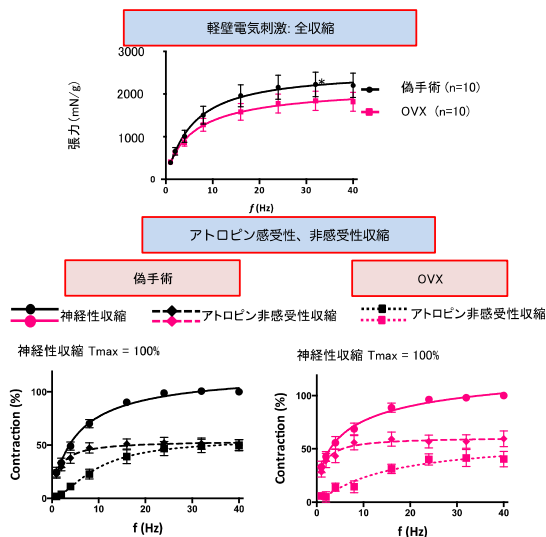 軽壁電気刺激: 全収縮
張力 (mN/g)
3000
2000
1000
0
*
0 10 20 30 40
f (Hz)
偽手術 (n=10)
OVX (n=10)
アトロピン感受性、非感受性収縮
偽手術
OVX
神経性収縮
アトロピン非感受性収縮
アトロピン非感受性収縮
神経性収縮 Tmax = 100%
Contraction (%)
100
50
0
0 10 20 30 40
f (Hz)
神経性収縮 Tmax = 100%
Contraction (%)
100
50
0
0 10 20 30 40
f (Hz)